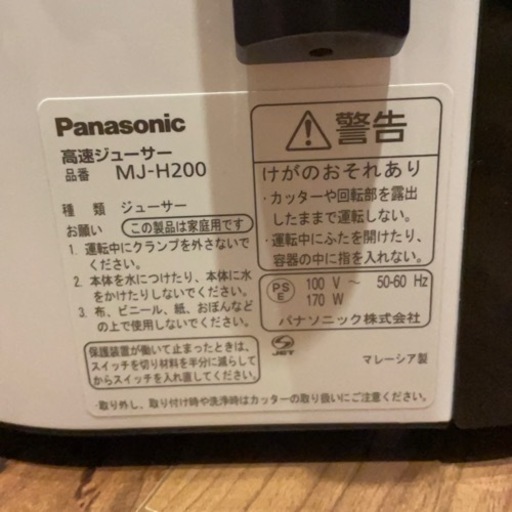 Panasonic
高速ジューサー
品番 MJ-H200
種類 ジューサー
お願い この製品は家庭用です
1. 運転中にクランプを外さないで
ください。
2. 本体を水につけたり、本体に水
をかけたりしないでください。
3. 布、ビニール、紙、おぼんなど
の上で使用しないでください。
保護装置が働いて止まったときは、
スイッチを切り材料を半分に減らして
からスイッチを入れ直してください。
・取り外し、取り付け時や洗浄時はカッターの取り扱いにご注意ください。
警告
けがのおそれあり
・カッターや回転部を露出
したままで運転しない。
・運転中にふたを開けたり、
容器の中に指を入れない。
PS
E
100 V ～ 50-60 Hz
170 W
パナソニック株式会社
JET
マレーシア製